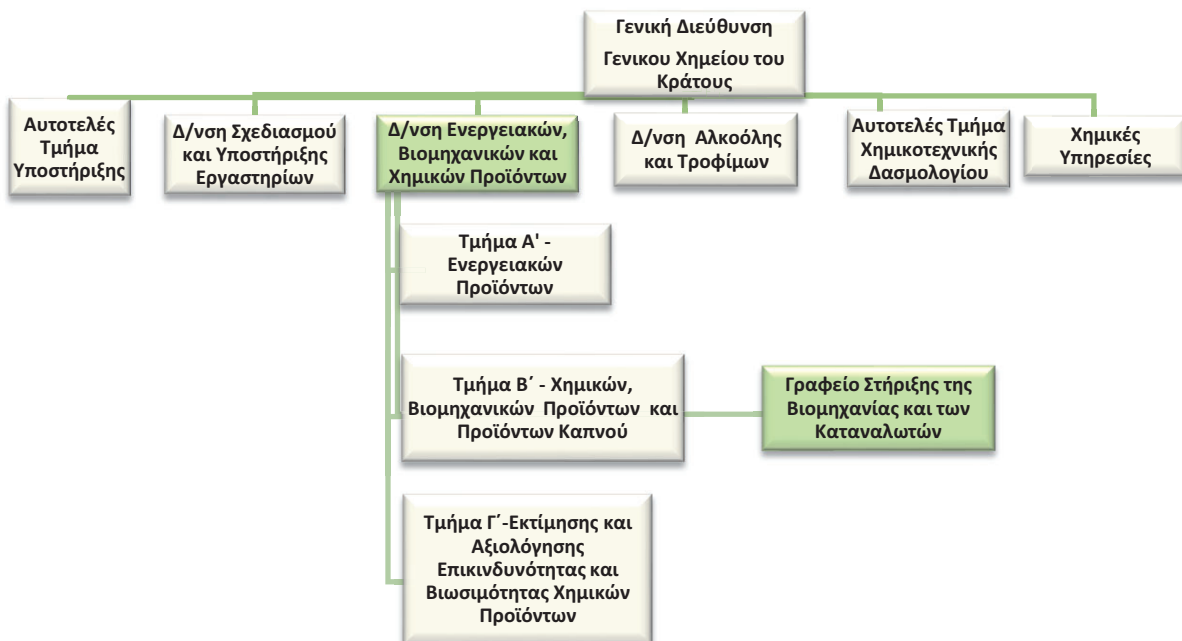 Γενική Διεύθυνση
Γενικου Χημείου του
Κράτους
Αυτοτελές
Τμήμα
Υποστήριξης
Δ/νση Σχεδιασμού
και Υποστήριξης
Εργαστηρίων
Δ/νση Ενεργειακών,
Βιομηχανικών και
Χημικών Προϊόντων
Δ/νση Αλκοόλης
και Τροφίμων
Αυτοτελές Τμήμα
Χημικοτεχνικής
Δασμολογίου
Χημικές
Υπηρεσίες
Τμήμα Α' -
Ενεργειακών
Προϊόντων
Τμήμα Β΄ - Χημικών,
Βιομηχανικών Προϊόντων και
Προϊόντων Καπνού
Γραφείο Στήριξης της
Βιομηχανίας και των
Καταναλωτών
Τμήμα Γ΄-Εκτίμησης και
Αξιολόγησης
Επικινδυνότητας και
Βιωσιμότητας Χημικών
Προϊόντων